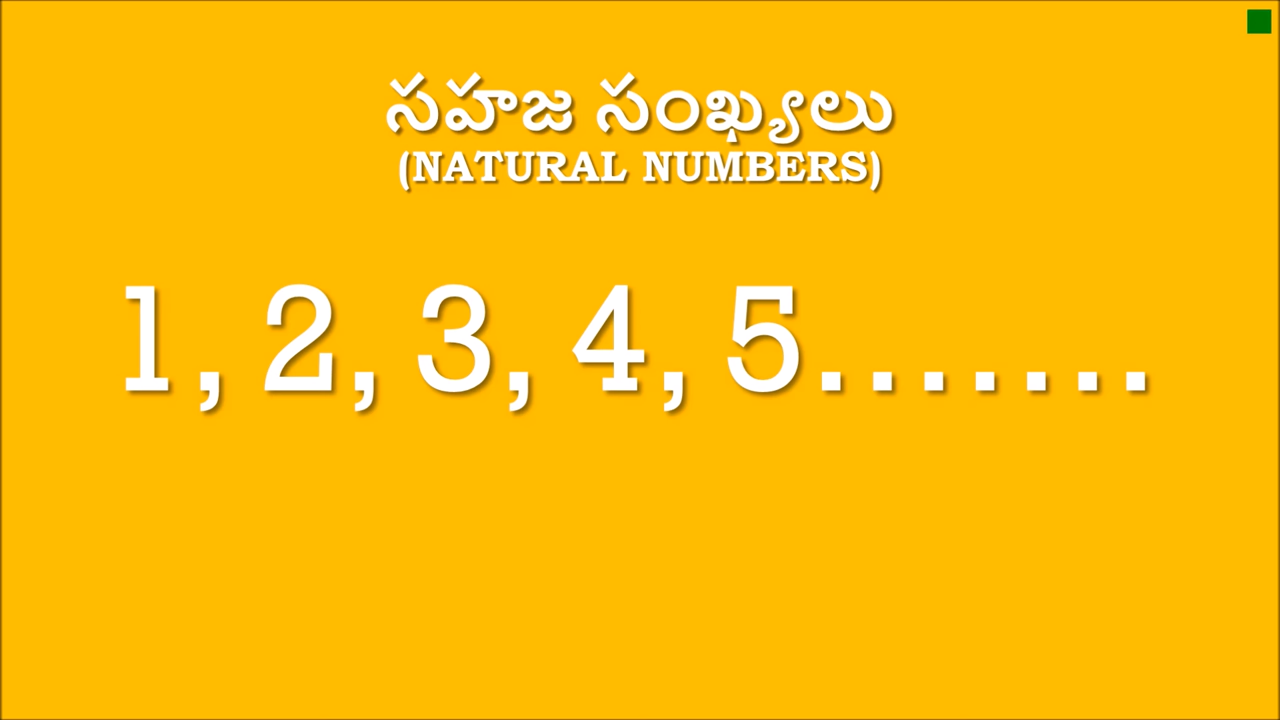 సహజ సంఖ్యలు
(NATURAL NUMBERS)
1, 2, 3, 4, 5.......